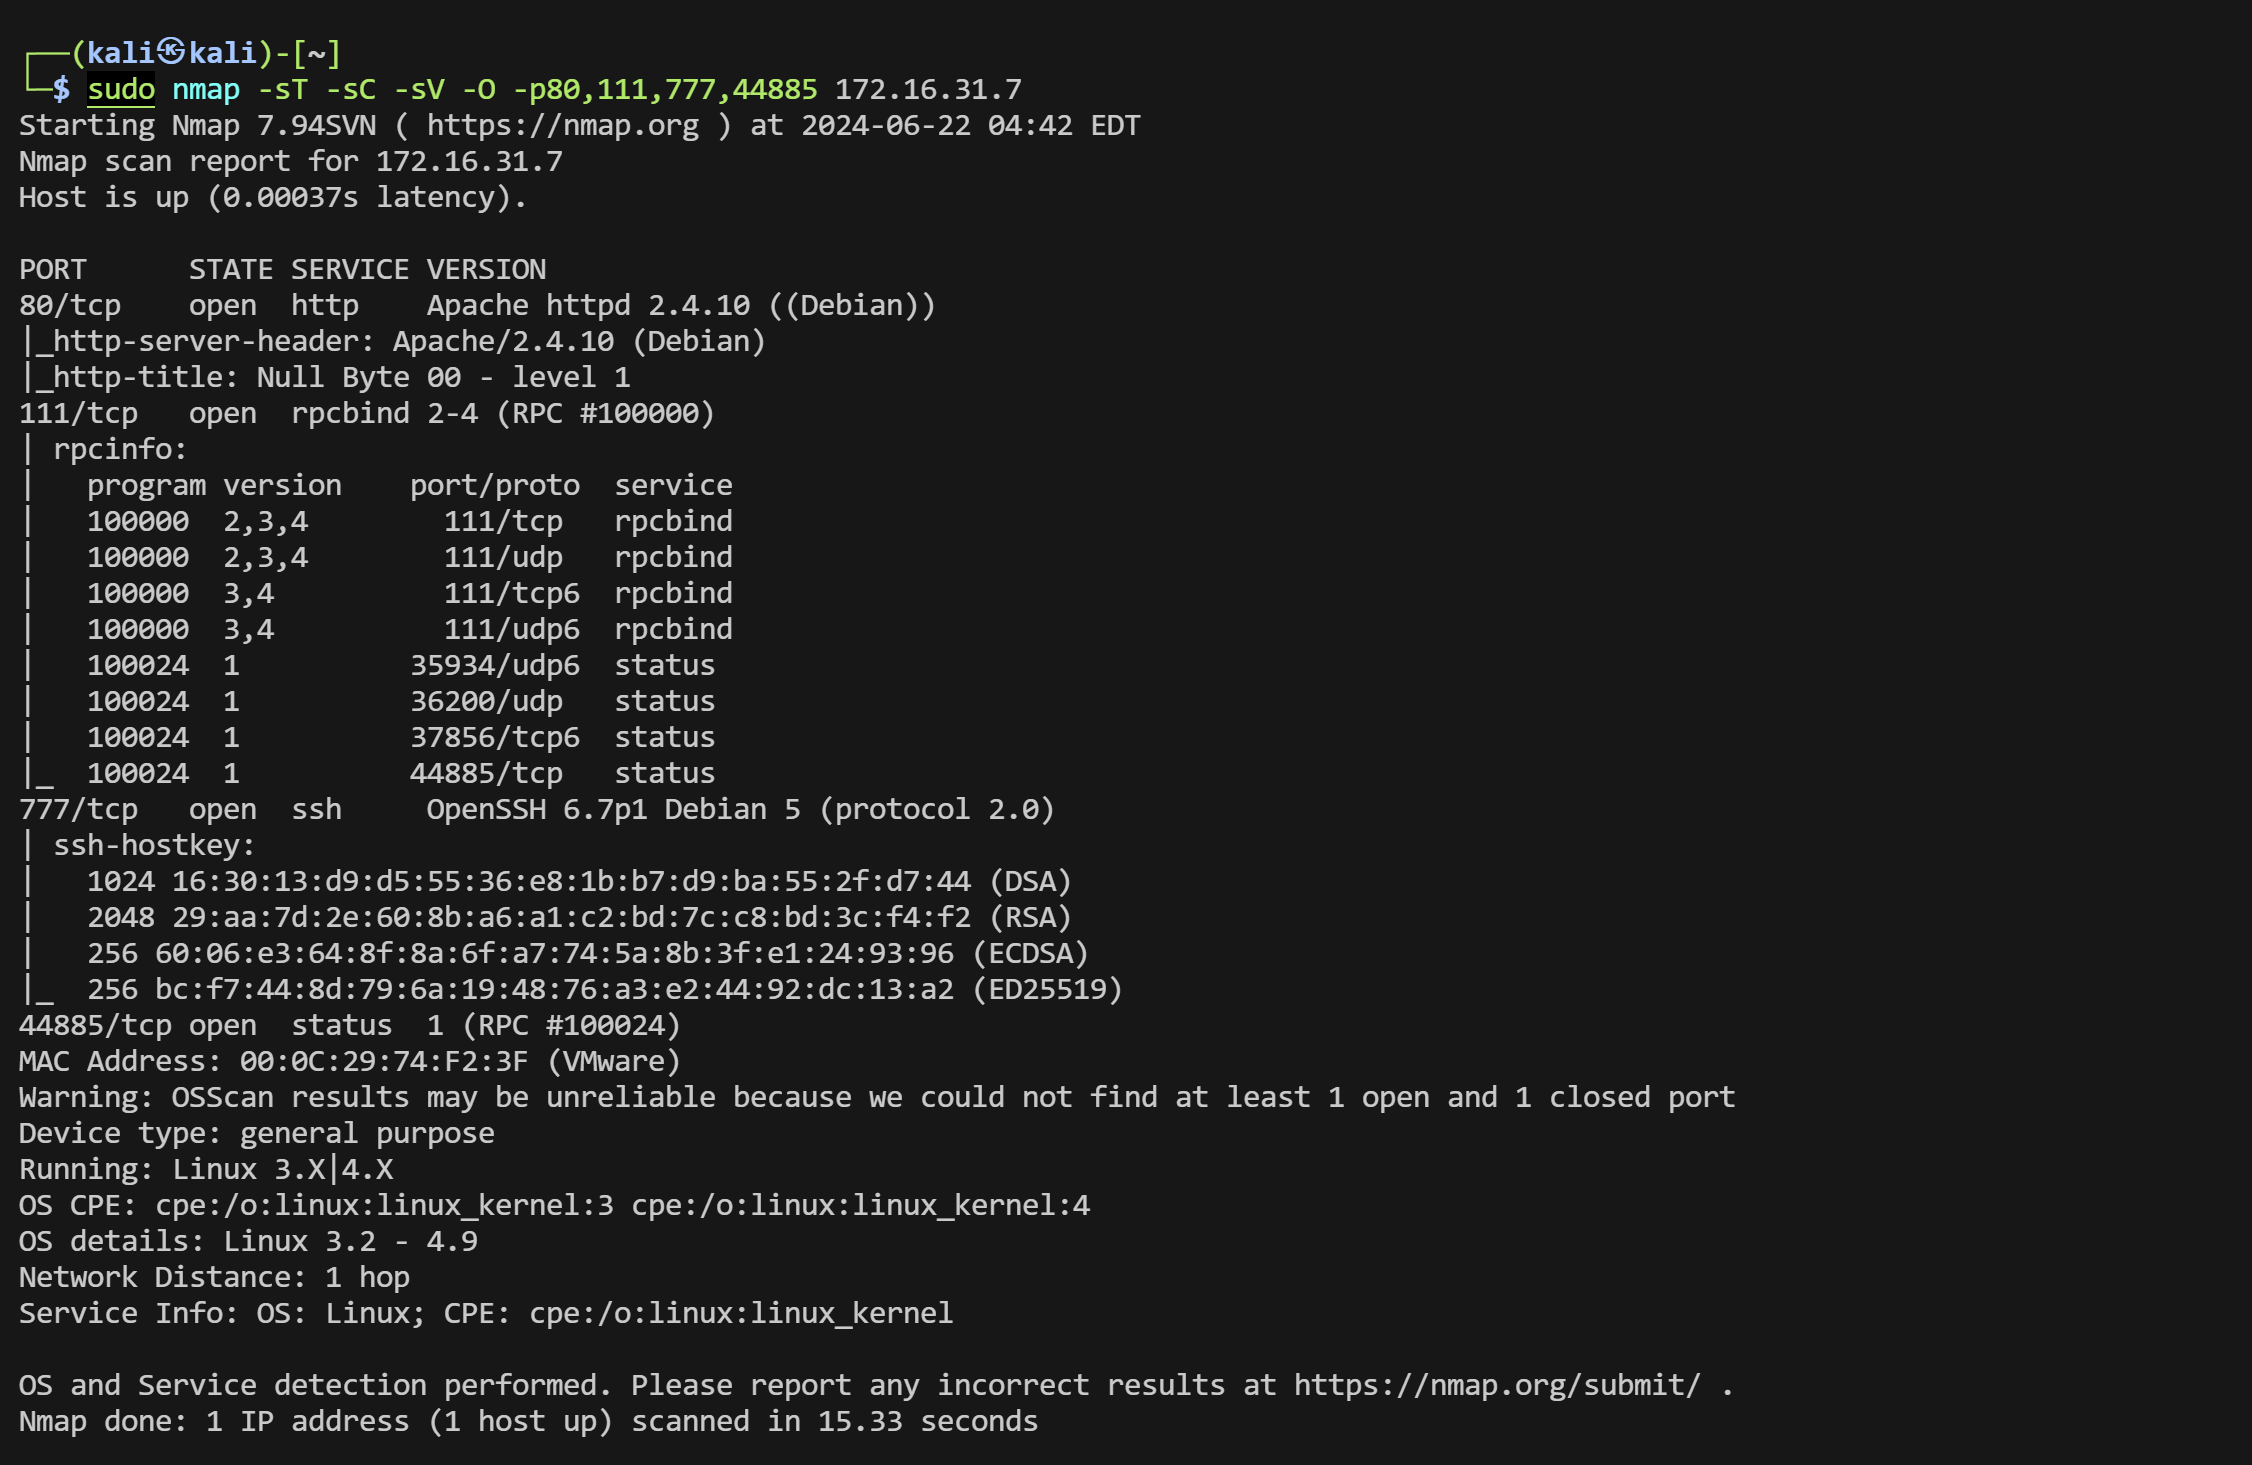 ┌──(kali㉿kali)-[~]
└─$ sudo nmap -sT -sC -sV -O -p80,111,777,44885 172.16.31.7
Starting Nmap 7.94SVN ( https://nmap.org ) at 2024-06-22 04:42 EDT
Nmap scan report for 172.16.31.7
Host is up (0.00037s latency).

PORT      STATE SERVICE VERSION
80/tcp    open  http    Apache httpd 2.4.10 ((Debian))
|_http-server-header: Apache/2.4.10 (Debian)
|_http-title: Null Byte 00 - level 1
111/tcp   open  rpcbind 2-4 (RPC #100000)
| rpcinfo:
|   program version    port/proto  service
|   100000  2,3,4        111/tcp   rpcbind
|   100000  2,3,4        111/udp   rpcbind
|   100000  3,4          111/tcp6  rpcbind
|   100000  3,4          111/udp6  rpcbind
|   100024  1          35934/udp6  status
|   100024  1          36200/udp   status
|   100024  1          37856/tcp6  status
|_  100024  1          44885/tcp   status
777/tcp   open  ssh     OpenSSH 6.7p1 Debian 5 (protocol 2.0)
| ssh-hostkey:
|   1024 16:30:13:d9:d5:55:36:e8:1b:b7:d9:ba:55:2f:d7:44 (DSA)
|   2048 29:aa:7d:2e:60:8b:a6:a1:c2:bd:7c:c8:bd:3c:f4:f2 (RSA)
|   256 60:06:e3:64:8f:8a:6f:a7:74:5a:8b:3f:e1:24:93:96 (ECDSA)
|_  256 bc:f7:44:8d:79:6a:19:48:76:a3:e2:44:92:dc:13:a2 (ED25519)
44885/tcp open  status  1 (RPC #100024)
MAC Address: 00:0C:29:74:F2:3F (VMware)
Warning: OSScan results may be unreliable because we could not find at least 1 open and 1 closed port
Device type: general purpose
Running: Linux 3.X|4.X
OS CPE: cpe:/o:linux:linux_kernel:3 cpe:/o:linux:linux_kernel:4
OS details: Linux 3.2 - 4.9
Network Distance: 1 hop
Service Info: OS: Linux; CPE: cpe:/o:linux:linux_kernel

OS and Service detection performed. Please report any incorrect results at https://nmap.org/submit/ .
Nmap done: 1 IP address (1 host up) scanned in 15.33 seconds